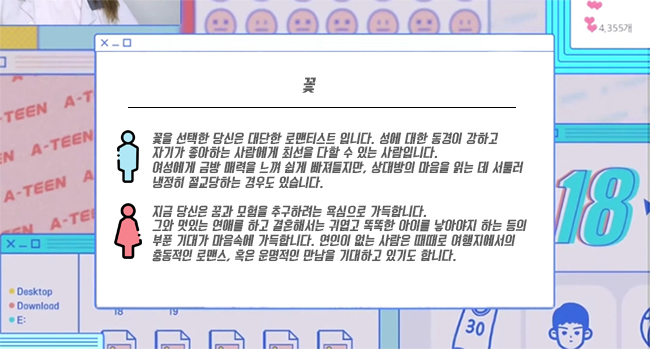 4,355개
꽃
꽃을 선택한 당신은 대단한 로맨티스트 입니다. 성에 대한 동경이 강하고
자기가 좋아하는 사람에게 최선을 다할 수 있는 사람입니다.
여성에게 금방 매력을 느껴 쉽게 빠져들지만, 상대방의 마음을 읽는 데 서툴러
냉정히 절교당하는 경우도 있습니다.
지금 당신은 꿈과 모험을 추구하려는 욕심으로 가득합니다.
그와 멋있는 연애를 하고 결혼해서는 귀엽고 똑똑한 아이를 낳아야지 하는 등의
부푼 기대가 마음속에 가득합니다. 연인이 없는 사람은 때때로 여행지에서의
충동적인 로맨스, 혹은 운명적인 만남을 기대하고 있기도 합니다.
A-TEEN
A-TEEN
A-TEEN
18
Desktop
Download
E:
18
19
30